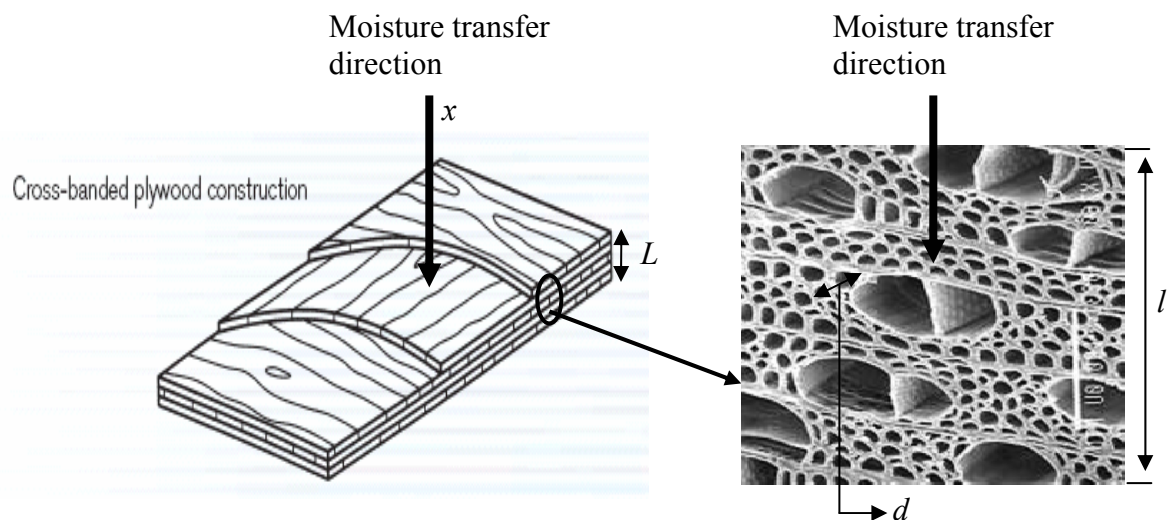 Moisture transfer
direction
x
Cross-banded plywood construction
L
Moisture transfer
direction
l
d